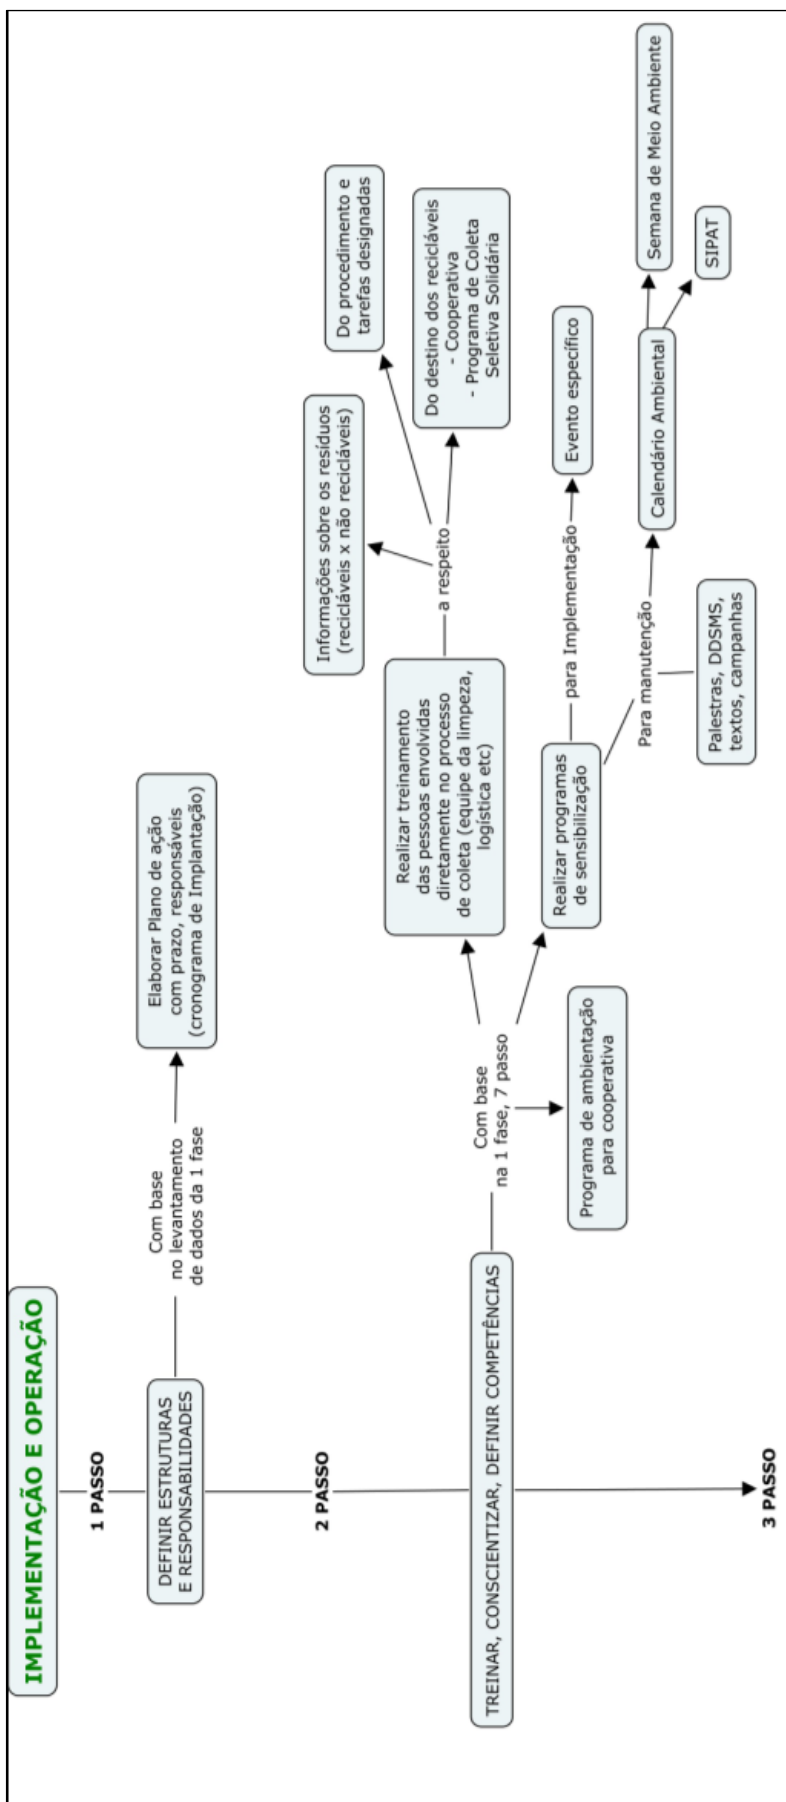 IMPLEMENTAÇÃO E OPERAÇÃO
1 PASSO
DEFINIR ESTRUTURAS
E RESPONSABILIDADES
Com base
no levantamento
de dados da 1 fase
Elaborar Plano de ação
com prazo, responsáveis
(cronograma de Implantação)
2 PASSO
TREINAR, CONSCIENTIZAR, DEFINIR COMPETÊNCIAS
Com base
na 1 fase, 7 passo
Realizar treinamento
das pessoas envolvidas
diretamente no processo
de coleta (equipe da limpeza,
logística etc)
a respeito
Informações sobre os resíduos
(recicláveis x não recicláveis)
Do procedimento e
tarefas designadas
Do destino dos recicláveis
- Cooperativa
- Programa de Coleta
Seletiva Solidária
Realizar programas
de sensibilização
para Implementação
Evento específico
Para manutenção
Calendário Ambiental
Semana de Meio Ambiente
SIPAT
Palestras, DDSMS,
textos, campanhas
Programa de ambientação
para cooperativa
3 PASSO